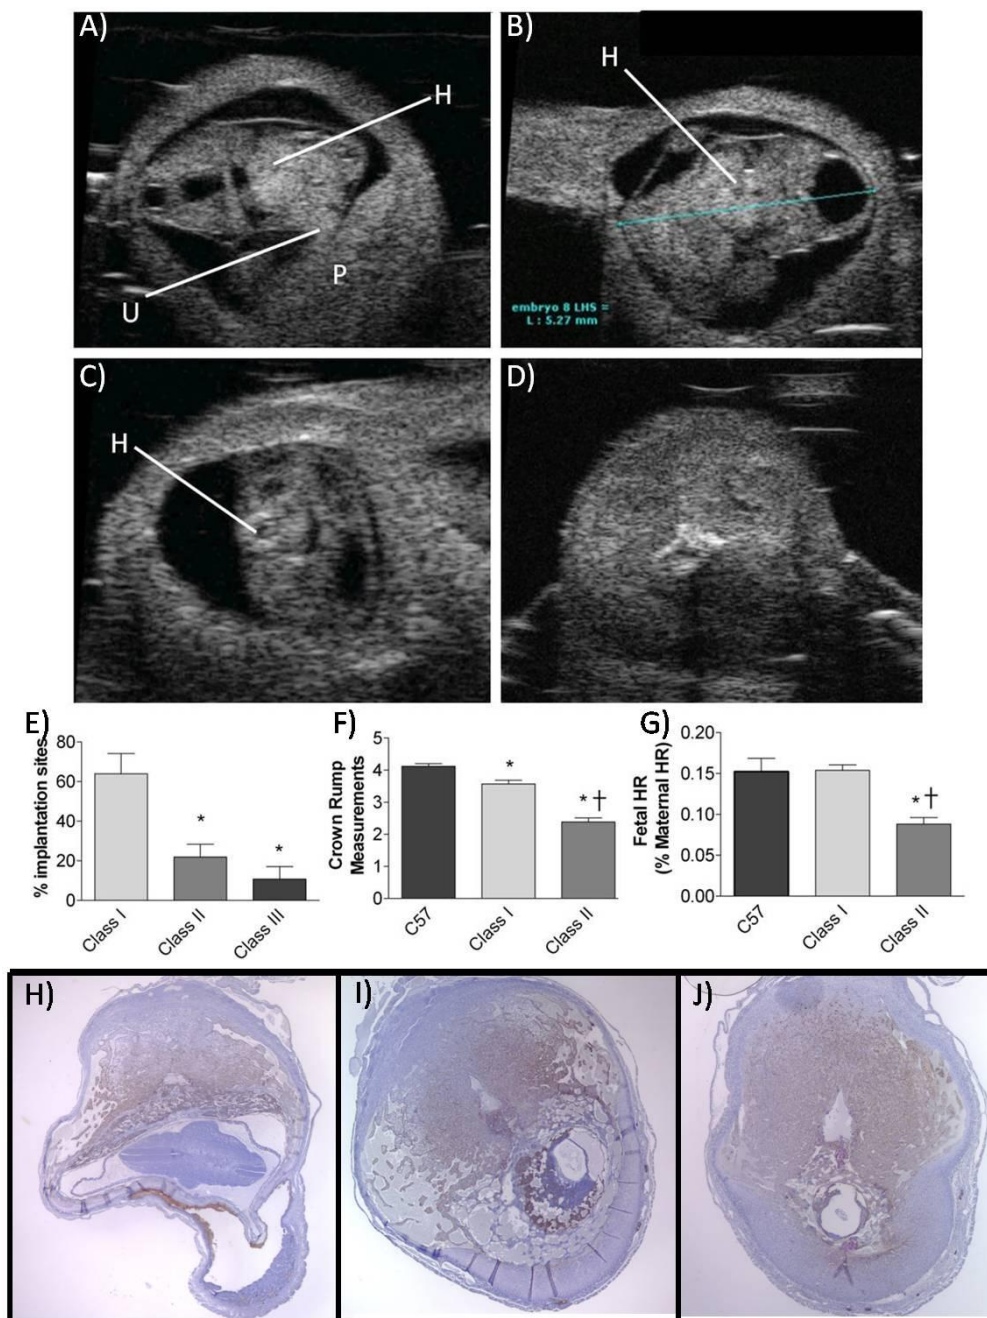 A)
H
U
P
B)
H
embryo 8 LHS =
L : 5.27 mm
C)
H
D)
E)
% implantation sites
80
60
40
20
0
*
*
Class I
Class II
Class III
F)
Crown Rump
Measurements
5
4
3
2
1
0
*
* †
C57
Class I
Class II
G)
Fetal HR
(% Maternal HR)
0.20
0.15
0.10
0.05
0.00
* †
C57
Class I
Class II
H)
I)
J)